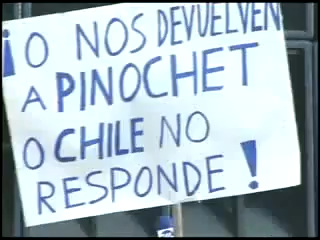 ¡O NOS DEVUELVEN
A PINOCHET
O CHILE NO
RESPONDE!